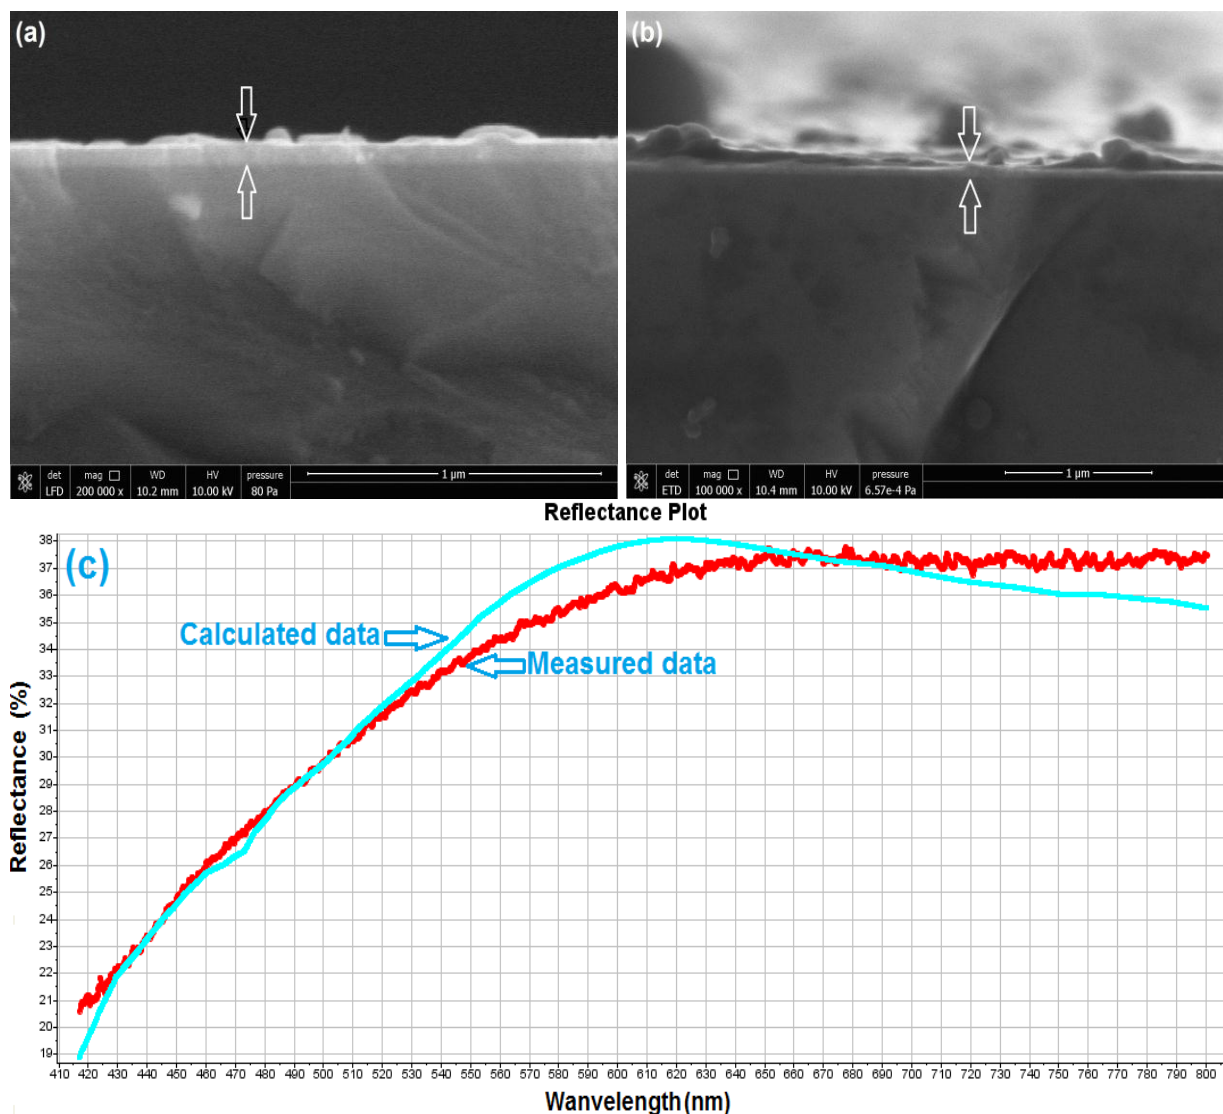 (a)
(b)
det mag WD HV pressure 1 µm
LFD 200 000 x 10.2 mm 10.00 kV 80 Pa
det mag WD HV pressure 1 µm
ETD 100 000 x 10.4 mm 10.00 kV 6.57e-4 Pa
Reflectance Plot
(c)
Calculated data
Measured data
Reflectance (%)
38
37
36
35
34
33
32
31
30
29
28
27
26
25
24
23
22
21
20
19
410 420 430 440 450 460 470 480 490 500 510 520 530 540 550 560 570 580 590 600 610 620 630 640 650 660 670 680 690 700 710 720 730 740 750 760 770 780 790 800
Wanvelength(nm)